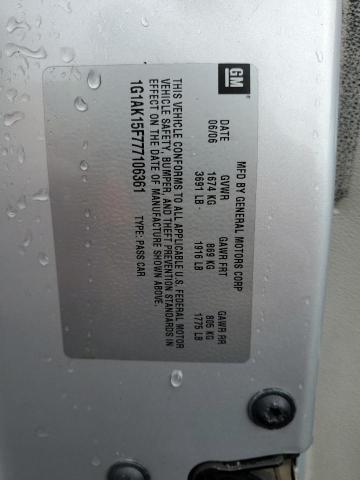 GM
MFD BY GENERAL MOTORS CORP
DATE GVWR GAWR FRT GAWR RR
06/06 1674 KG 869 KG 805 KG
3691 LB 1916 LB 1775 LB
THIS VEHICLE CONFORMS TO ALL APPLICABLE U.S. FEDERAL MOTOR
VEHICLE SAFETY, BUMPER, AND THEFT PREVENTION STANDARDS IN
EFFECT ON THE DATE OF MANUFACTURE SHOWN ABOVE.
1G1AK15F777106361 TYPE: PASS CAR